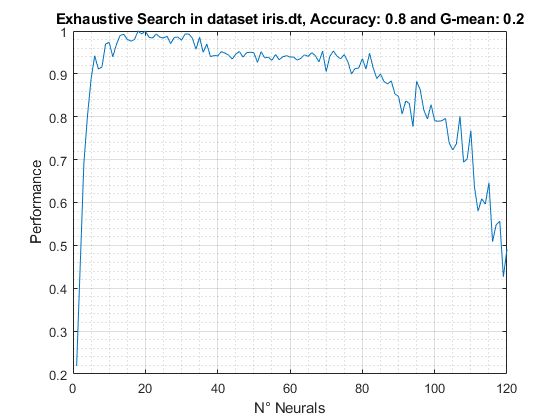 Exhaustive Search in dataset iris.dt, Accuracy: 0.8 and G-mean: 0.2
1
0.9
0.8
0.7
0.6
0.5
0.4
0.3
0.2
Performance
0 20 40 60 80 100 120
N° Neurals